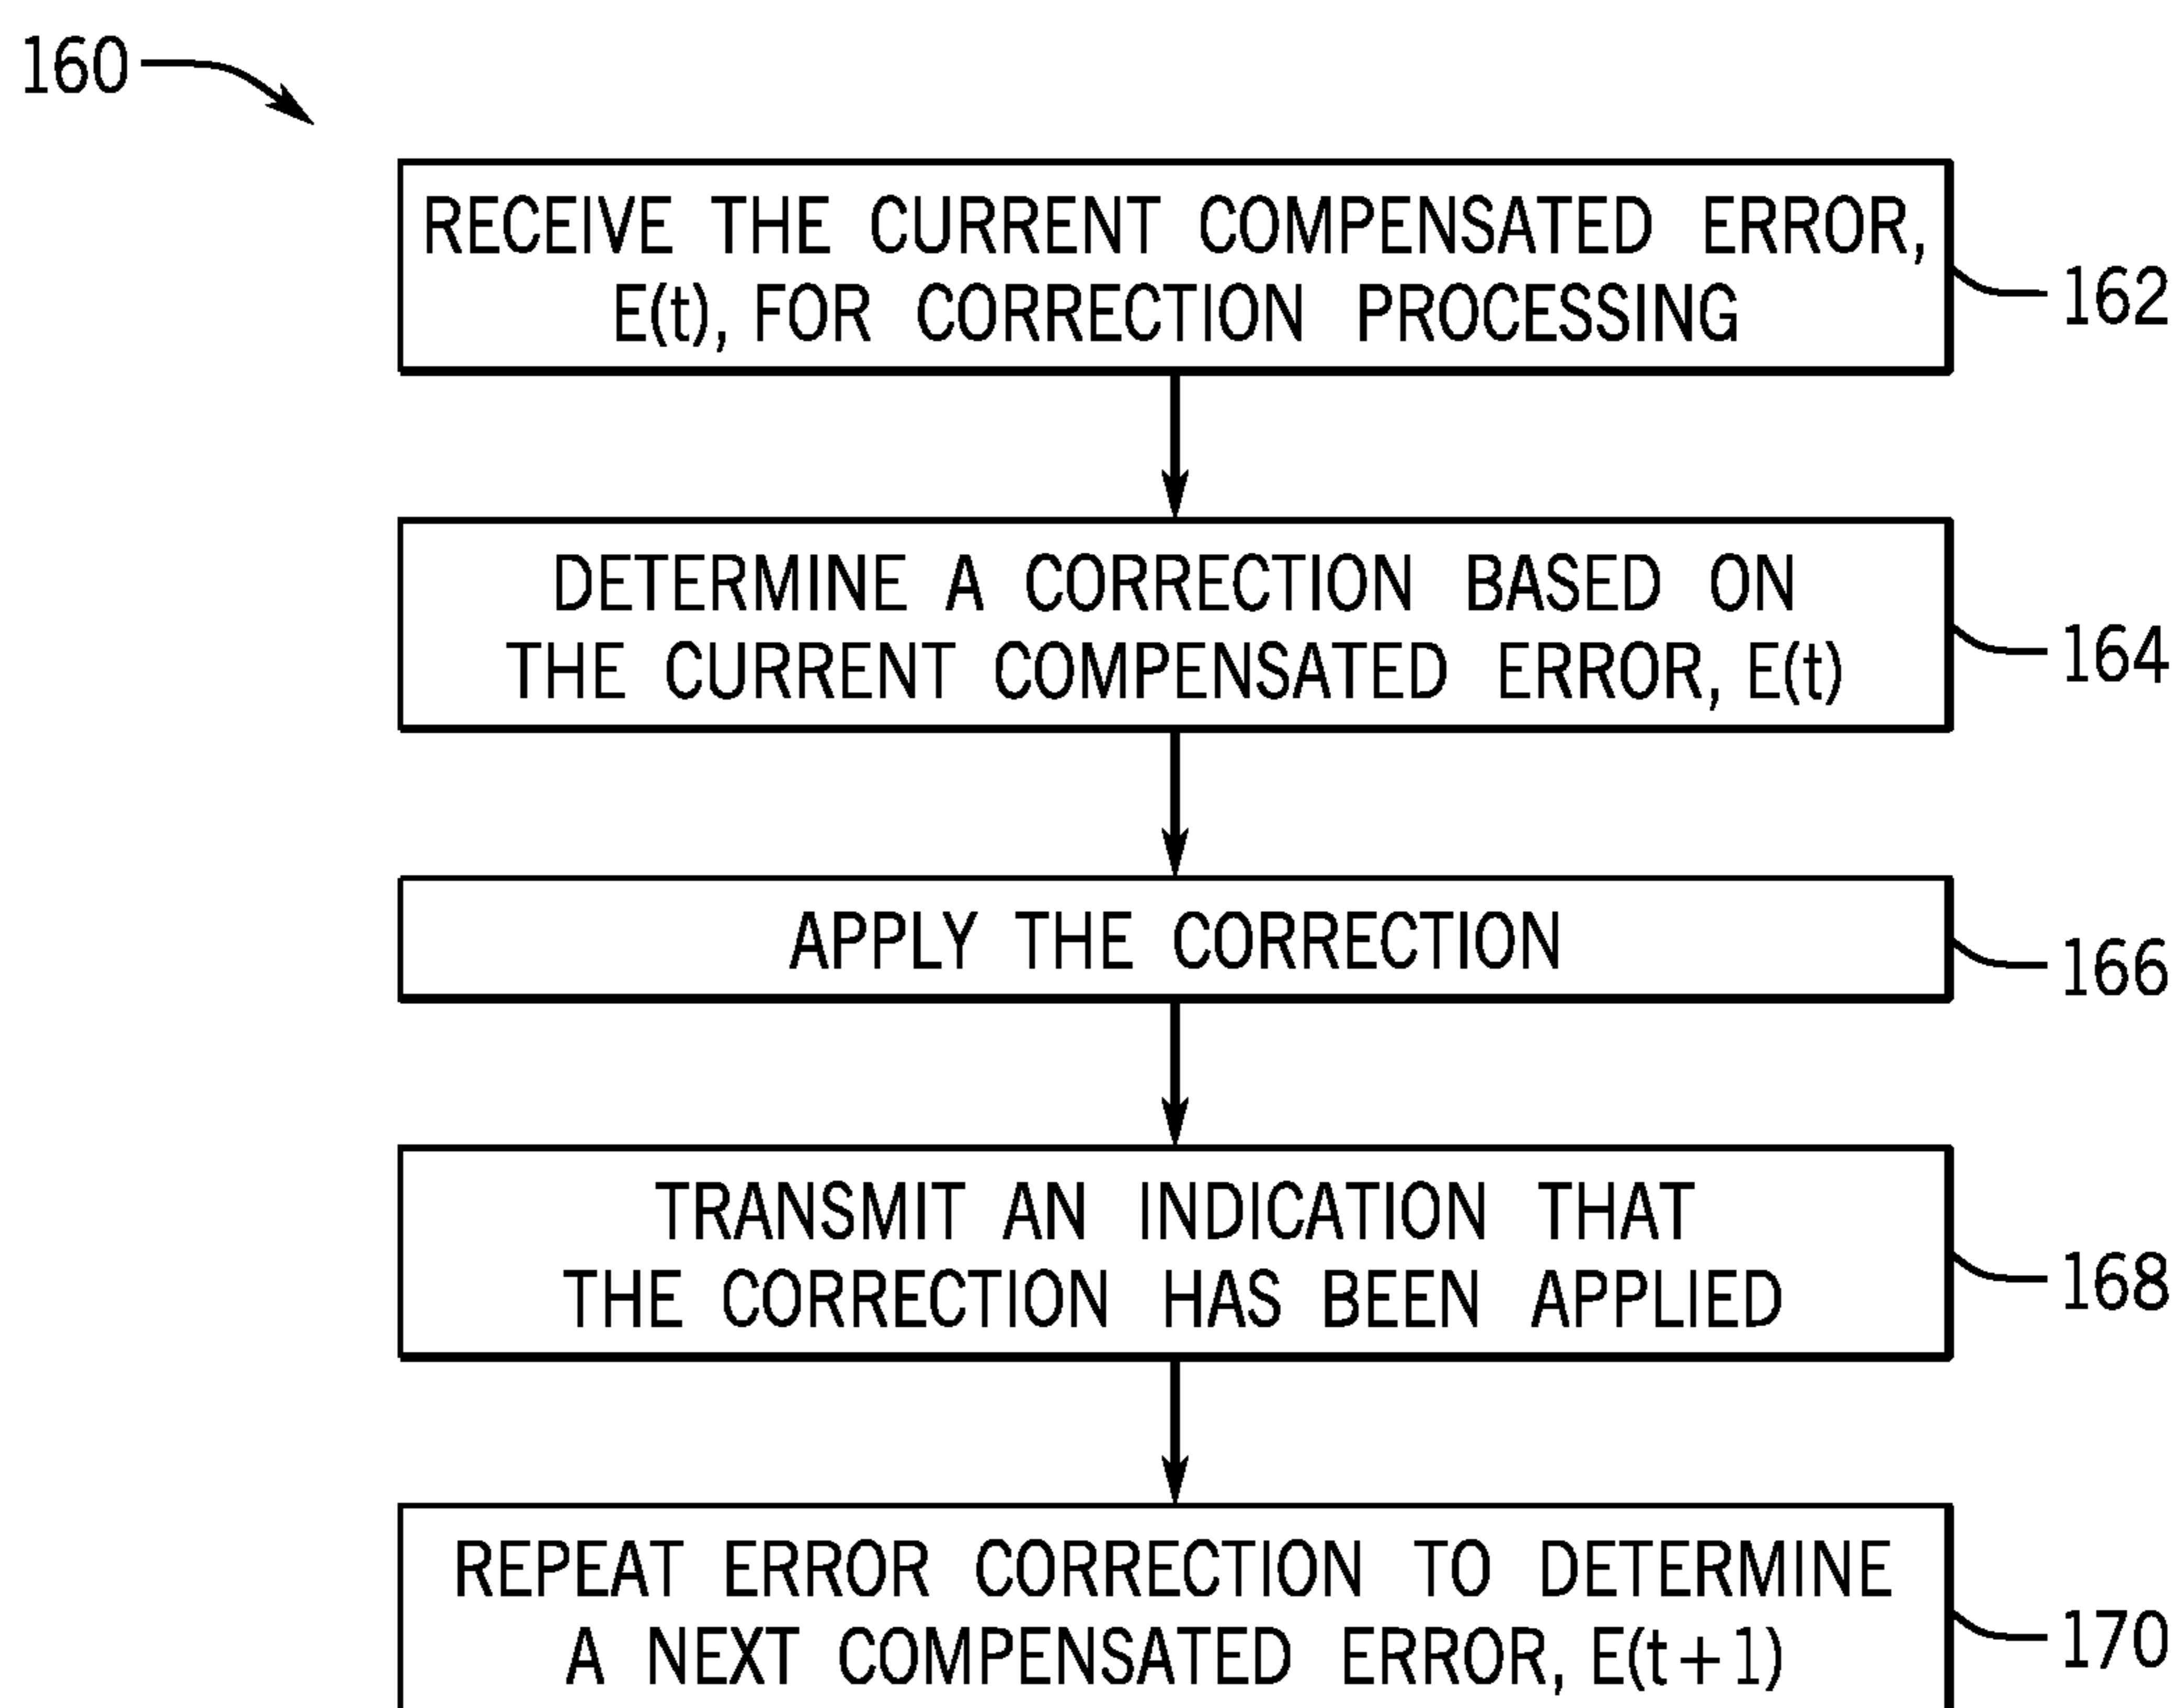 160
RECEIVE THE CURRENT COMPENSATED ERROR,
E(t), FOR CORRECTION PROCESSING
162
DETERMINE A CORRECTION BASED ON
THE CURRENT COMPENSATED ERROR, E(t)
164
APPLY THE CORRECTION
166
TRANSMIT AN INDICATION THAT
THE CORRECTION HAS BEEN APPLIED
168
REPEAT ERROR CORRECTION TO DETERMINE
A NEXT COMPENSATED ERROR, E(t+1)
170